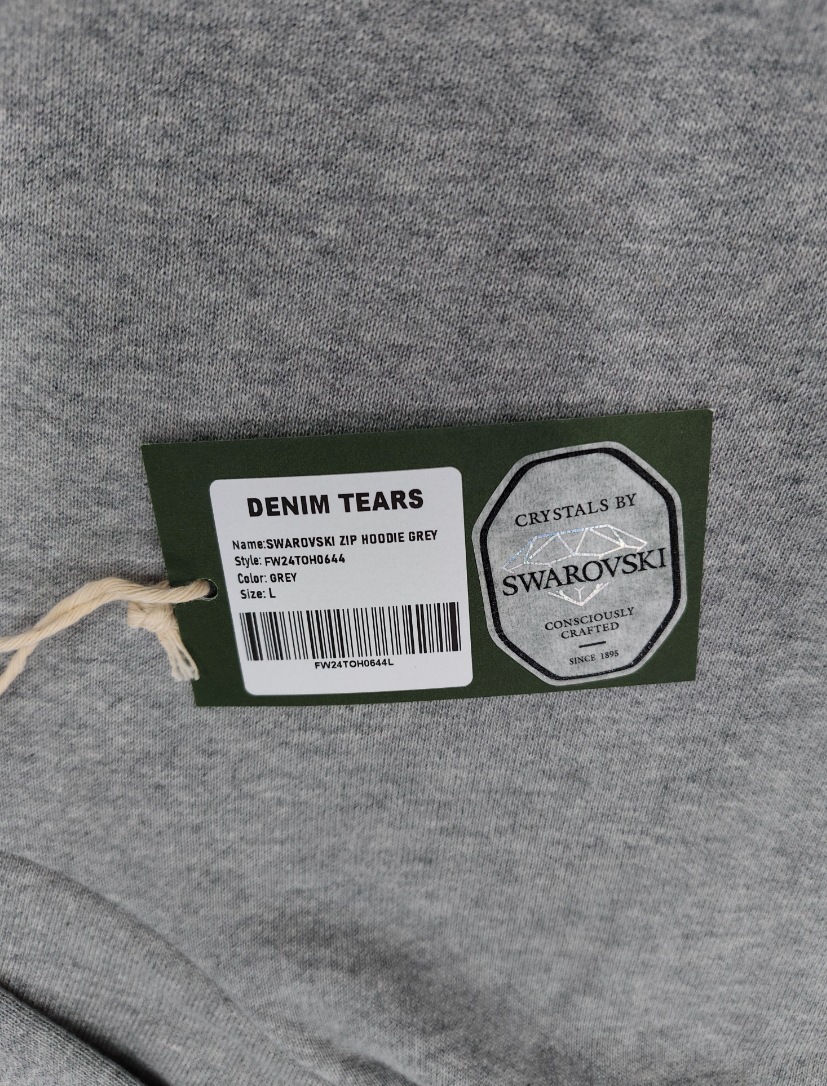 DENIM TEARS
Name:SWAROVSKI ZIP HOODIE GREY
Style: FW24TOH0644
Color: GREY
Size: L
FW24TOH0644L
CRYSTALS BY
SWAROVSKI
CONSCIOUSLY
CRAFTED
SINCE 1895